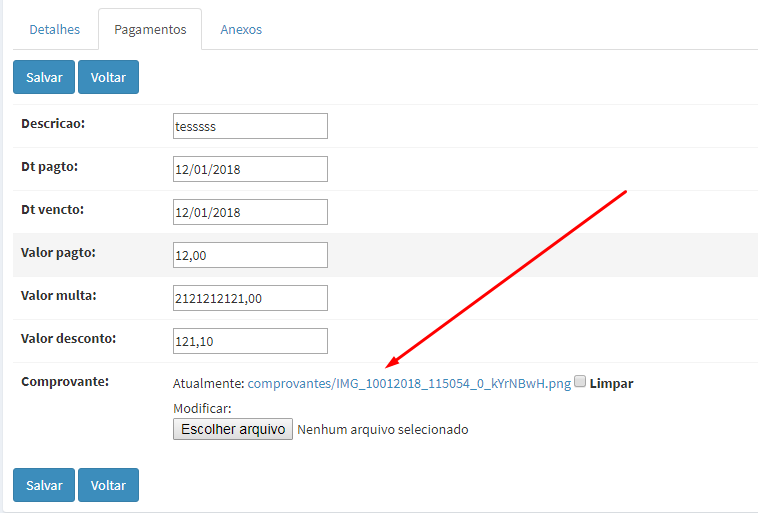 Detalhes Pagamentos Anexos
Salvar Voltar
Descricao: tesssss
Dt pagto: 12/01/2018
Dt vencto: 12/01/2018
Valor pagto: 12,00
Valor multa: 2121212121,00
Valor desconto: 121,10
Comprovante: Atualmente: comprovantes/IMG_10012018_115054_0_kYrNBwH.png Limpar
Modificar:
Escolher arquivo Nenhum arquivo selecionado
Salvar Voltar